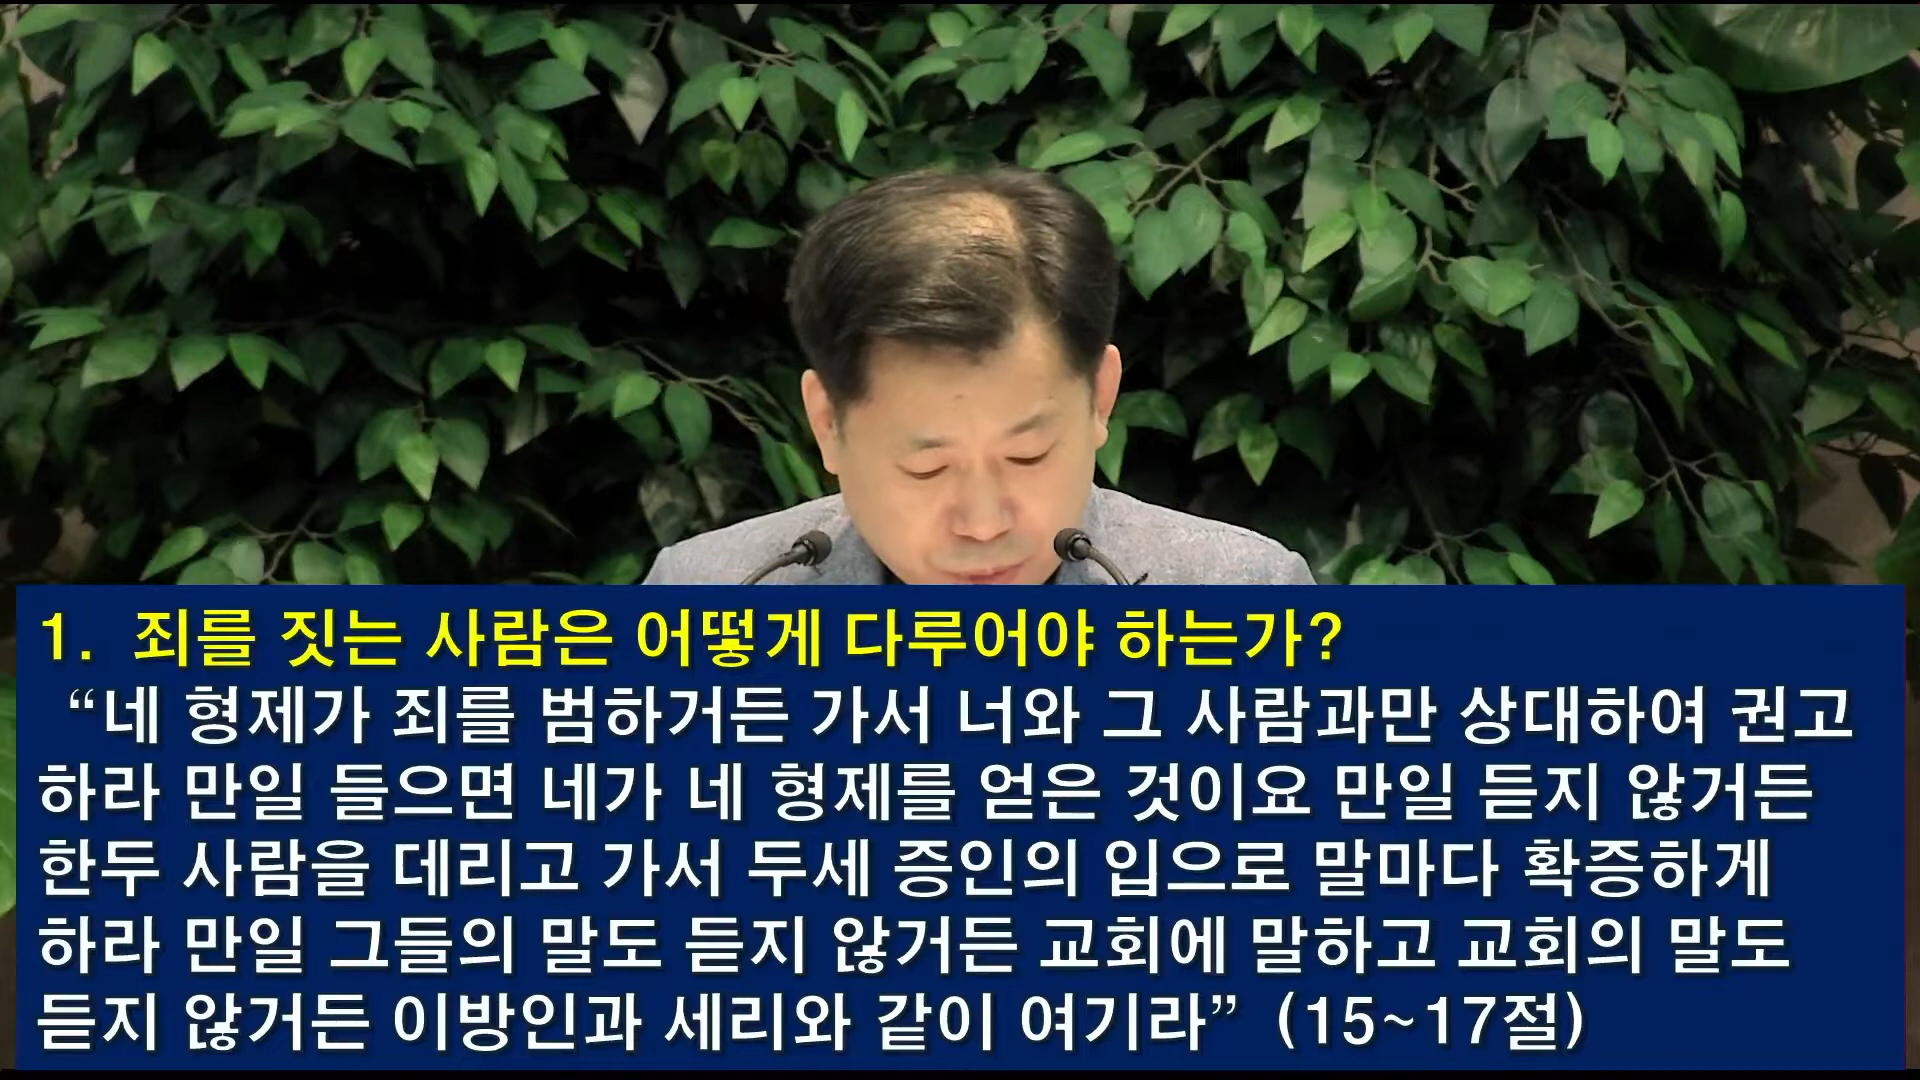 1. 죄를 짓는 사람은 어떻게 다루어야 하는가?
“네 형제가 죄를 범하거든 가서 너와 그 사람과만 상대하여 권고
하라 만일 들으면 네가 네 형제를 얻은 것이요 만일 듣지 않거든
한두 사람을 데리고 가서 두세 증인의 입으로 말마다 확증하게
하라 만일 그들의 말도 듣지 않거든 교회에 말하고 교회의 말도
듣지 않거든 이방인과 세리와 같이 여기라” (15~17절)